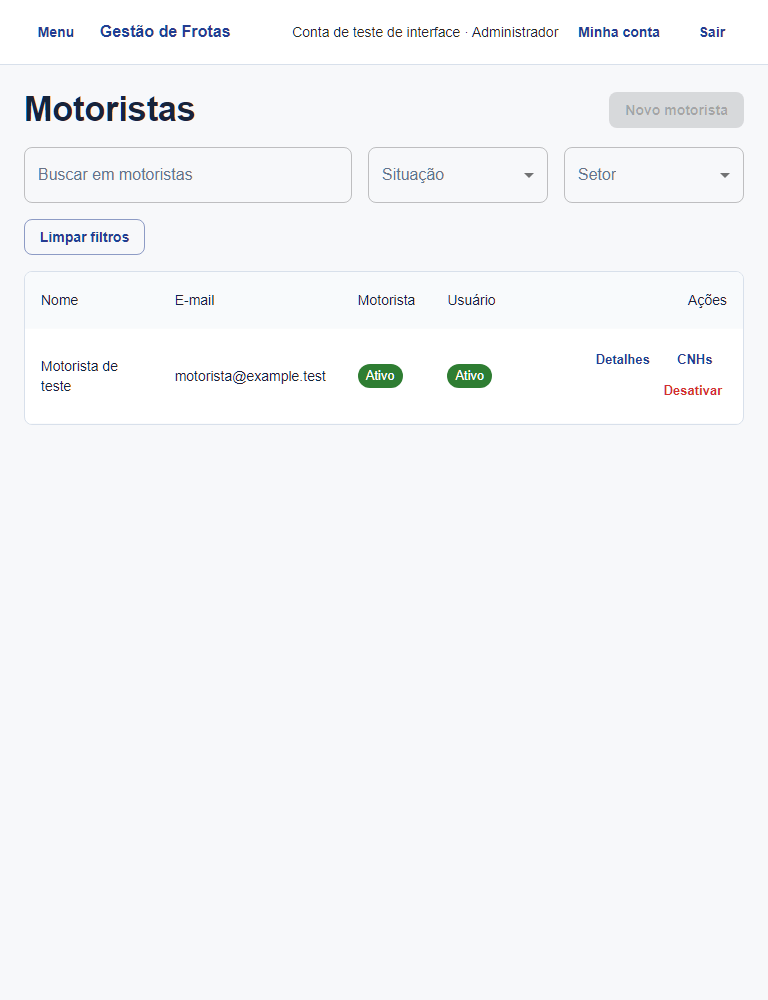 Menu Gestão de Frotas Conta de teste de interface · Administrador Minha conta Sair
Motoristas Novo motorista
Buscar em motoristas Situação Setor
Limpar filtros
Nome E-mail Motorista Usuário Ações
Motorista de teste motorista@example.test Ativo Ativo Detalhes CNHs
Desativar